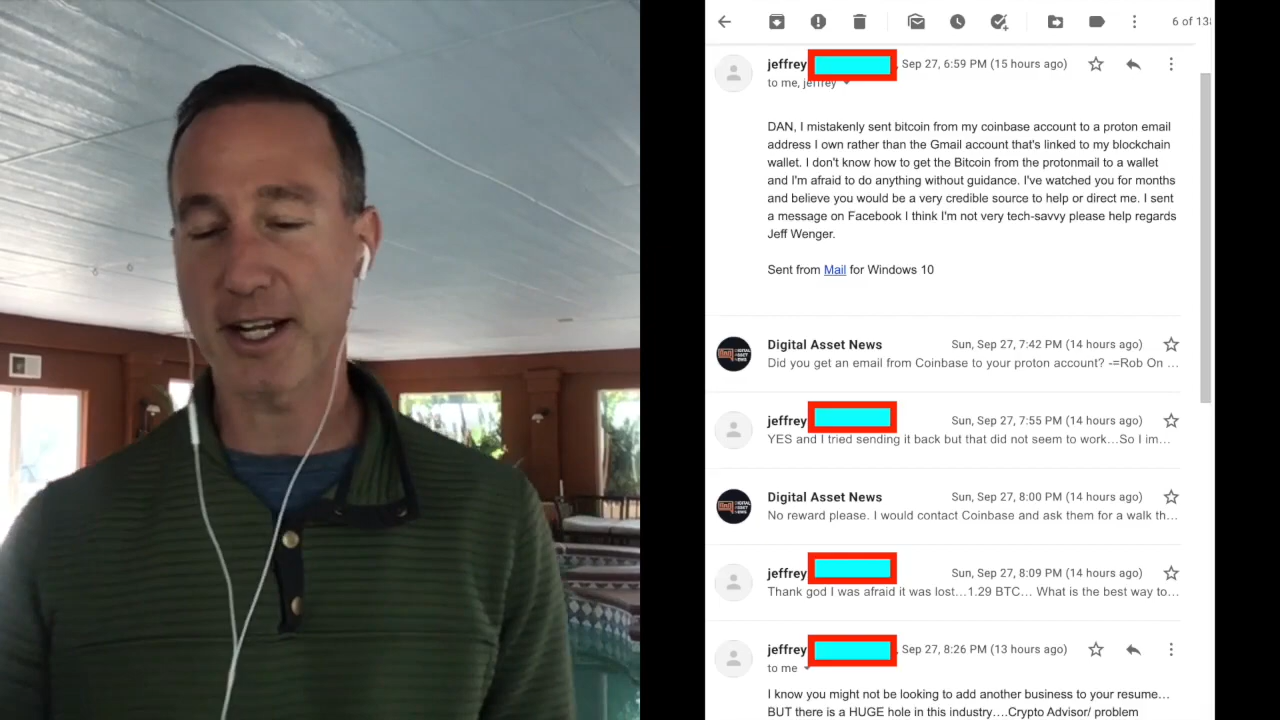 6 of 13
jeffrey
Sep 27, 6:59 PM (15 hours ago)
to me, jeffrey
DAN, I mistakenly sent bitcoin from my coinbase account to a proton email
address I own rather than the Gmail account that's linked to my blockchain
wallet. I don't know how to get the Bitcoin from the protonmail to a wallet
and I'm afraid to do anything without guidance. I've watched you for months
and believe you would be a very credible source to help or direct me. I sent
a message on Facebook I think I'm not very tech-savvy please help regards
Jeff Wenger.
Sent from Mail for Windows 10
Digital Asset News
Sun, Sep 27, 7:42 PM (14 hours ago)
Did you get an email from Coinbase to your proton account? -=Rob On ...
jeffrey
Sun, Sep 27, 7:55 PM (14 hours ago)
YES and I tried sending it back but that did not seem to work...So I im...
Digital Asset News
Sun, Sep 27, 8:00 PM (14 hours ago)
No reward please. I would contact Coinbase and ask them for a walk th...
jeffrey
Sun, Sep 27, 8:09 PM (14 hours ago)
Thank god I was afraid it was lost...1.29 BTC... What is the best way to...
jeffrey
Sep 27, 8:26 PM (13 hours ago)
to me
I know you might not be looking to add another business to your resume...
BUT there is a HUGE hole in this industry....Crypto Advisor/ problem